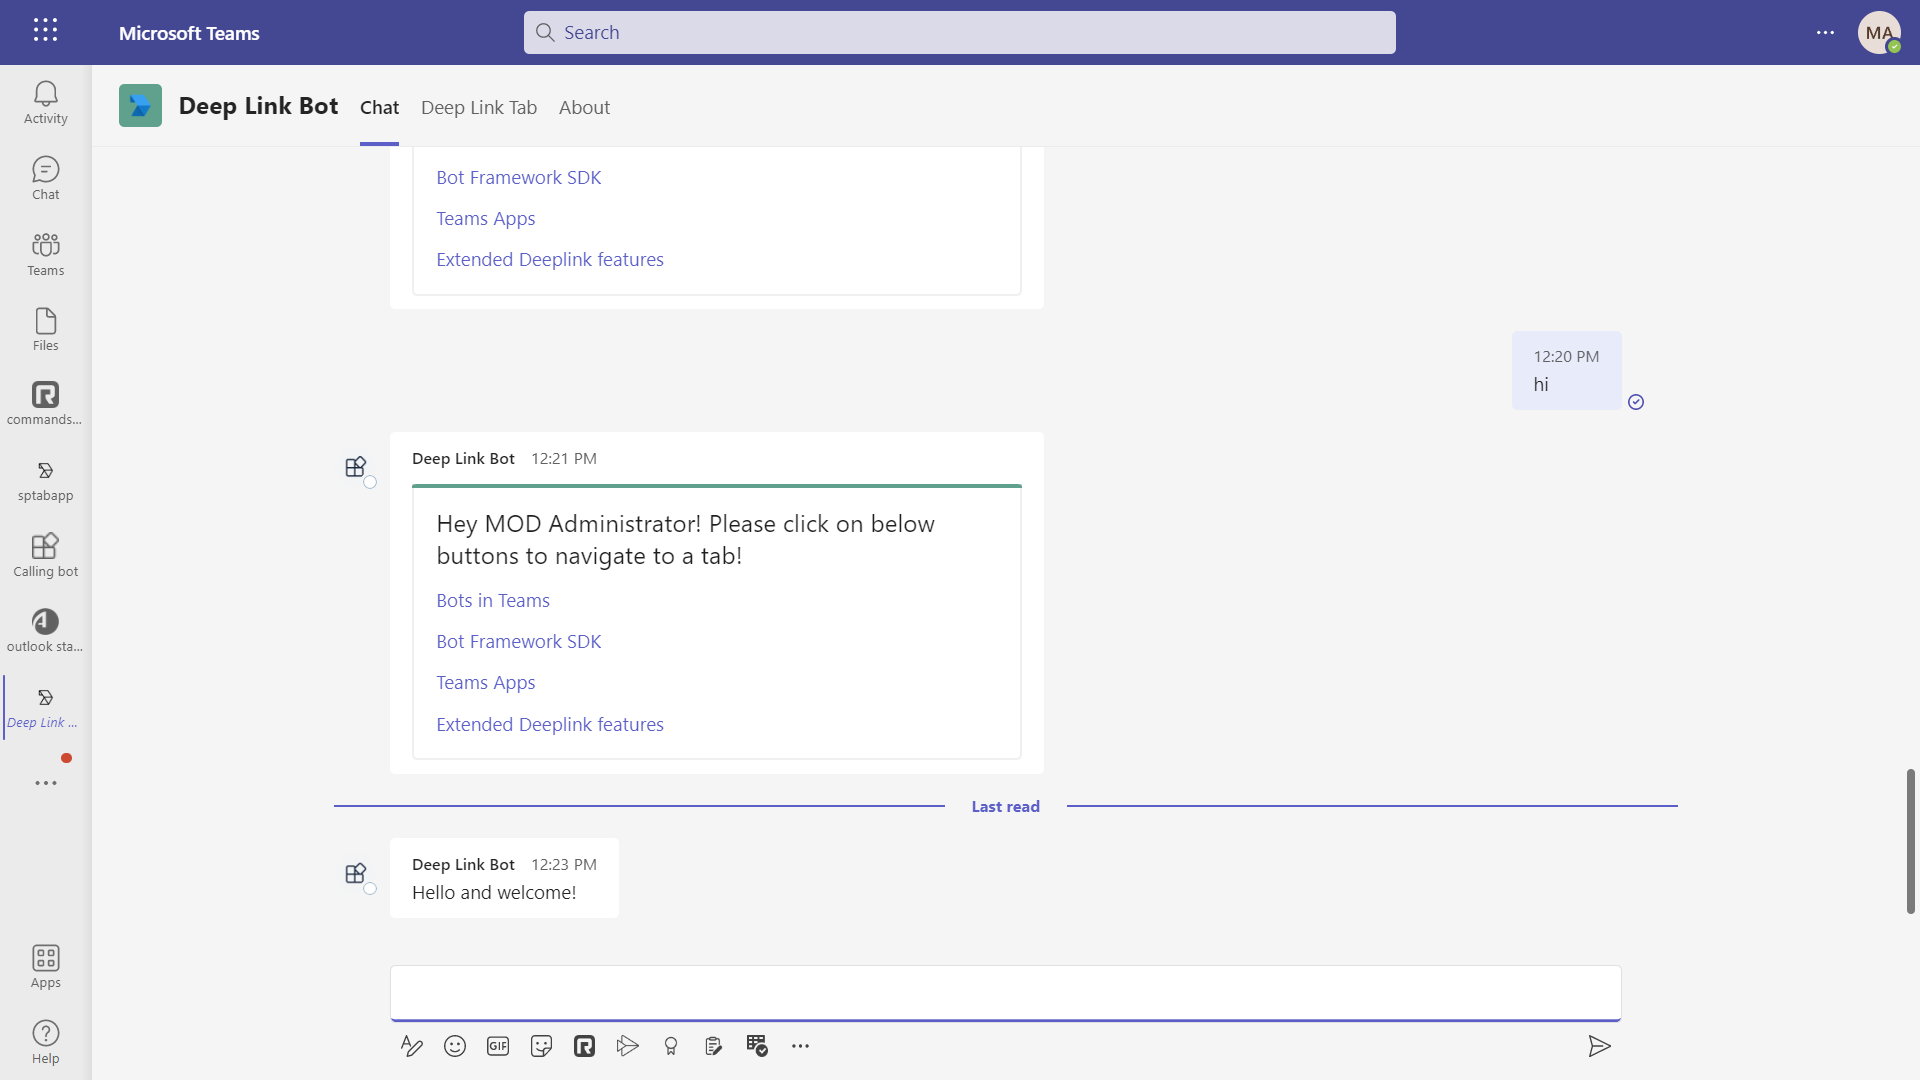 Microsoft Teams
Search
MA
Activity
Chat
Teams
Files
commands...
sptabapp
Calling bot
outlook sta...
Deep Link ...
Apps
Help
Deep Link Bot
Chat
Deep Link Tab
About
Bot Framework SDK
Teams Apps
Extended Deeplink features
12:20 PM
hi
Deep Link Bot 12:21 PM
Hey MOD Administrator! Please click on below
buttons to navigate to a tab!
Bots in Teams
Bot Framework SDK
Teams Apps
Extended Deeplink features
Last read
Deep Link Bot 12:23 PM
Hello and welcome!
GIF